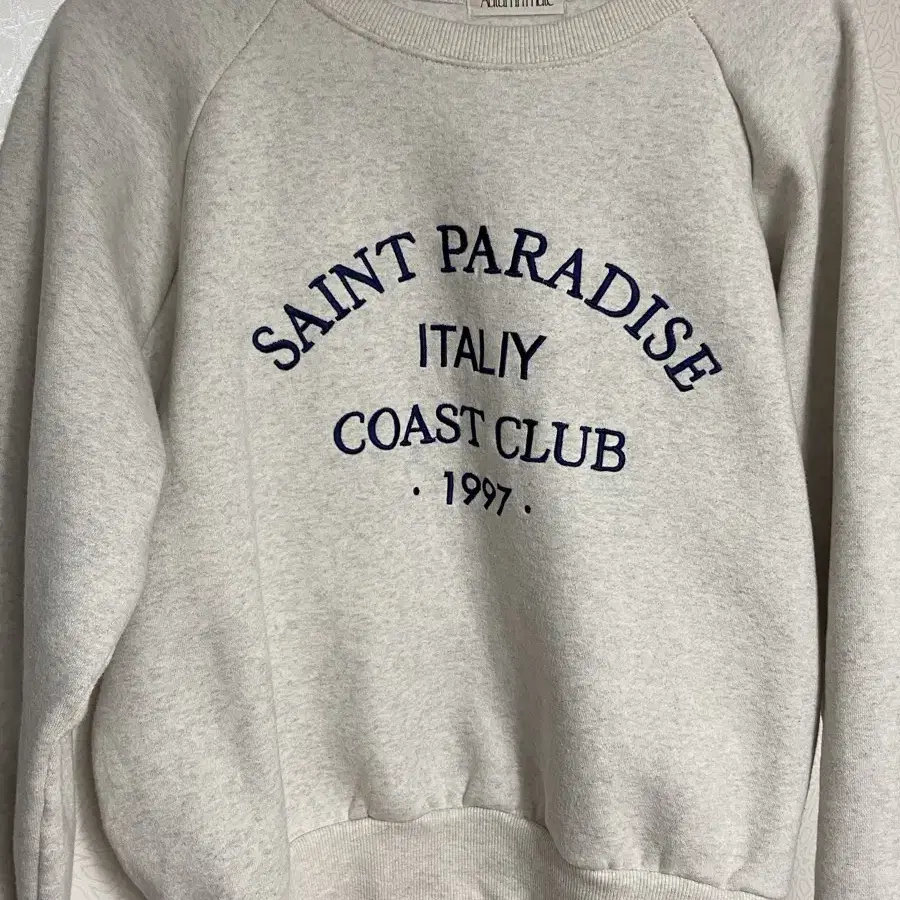 SAINT PARADISE
ITALIY
COAST CLUB
· 1997 ·